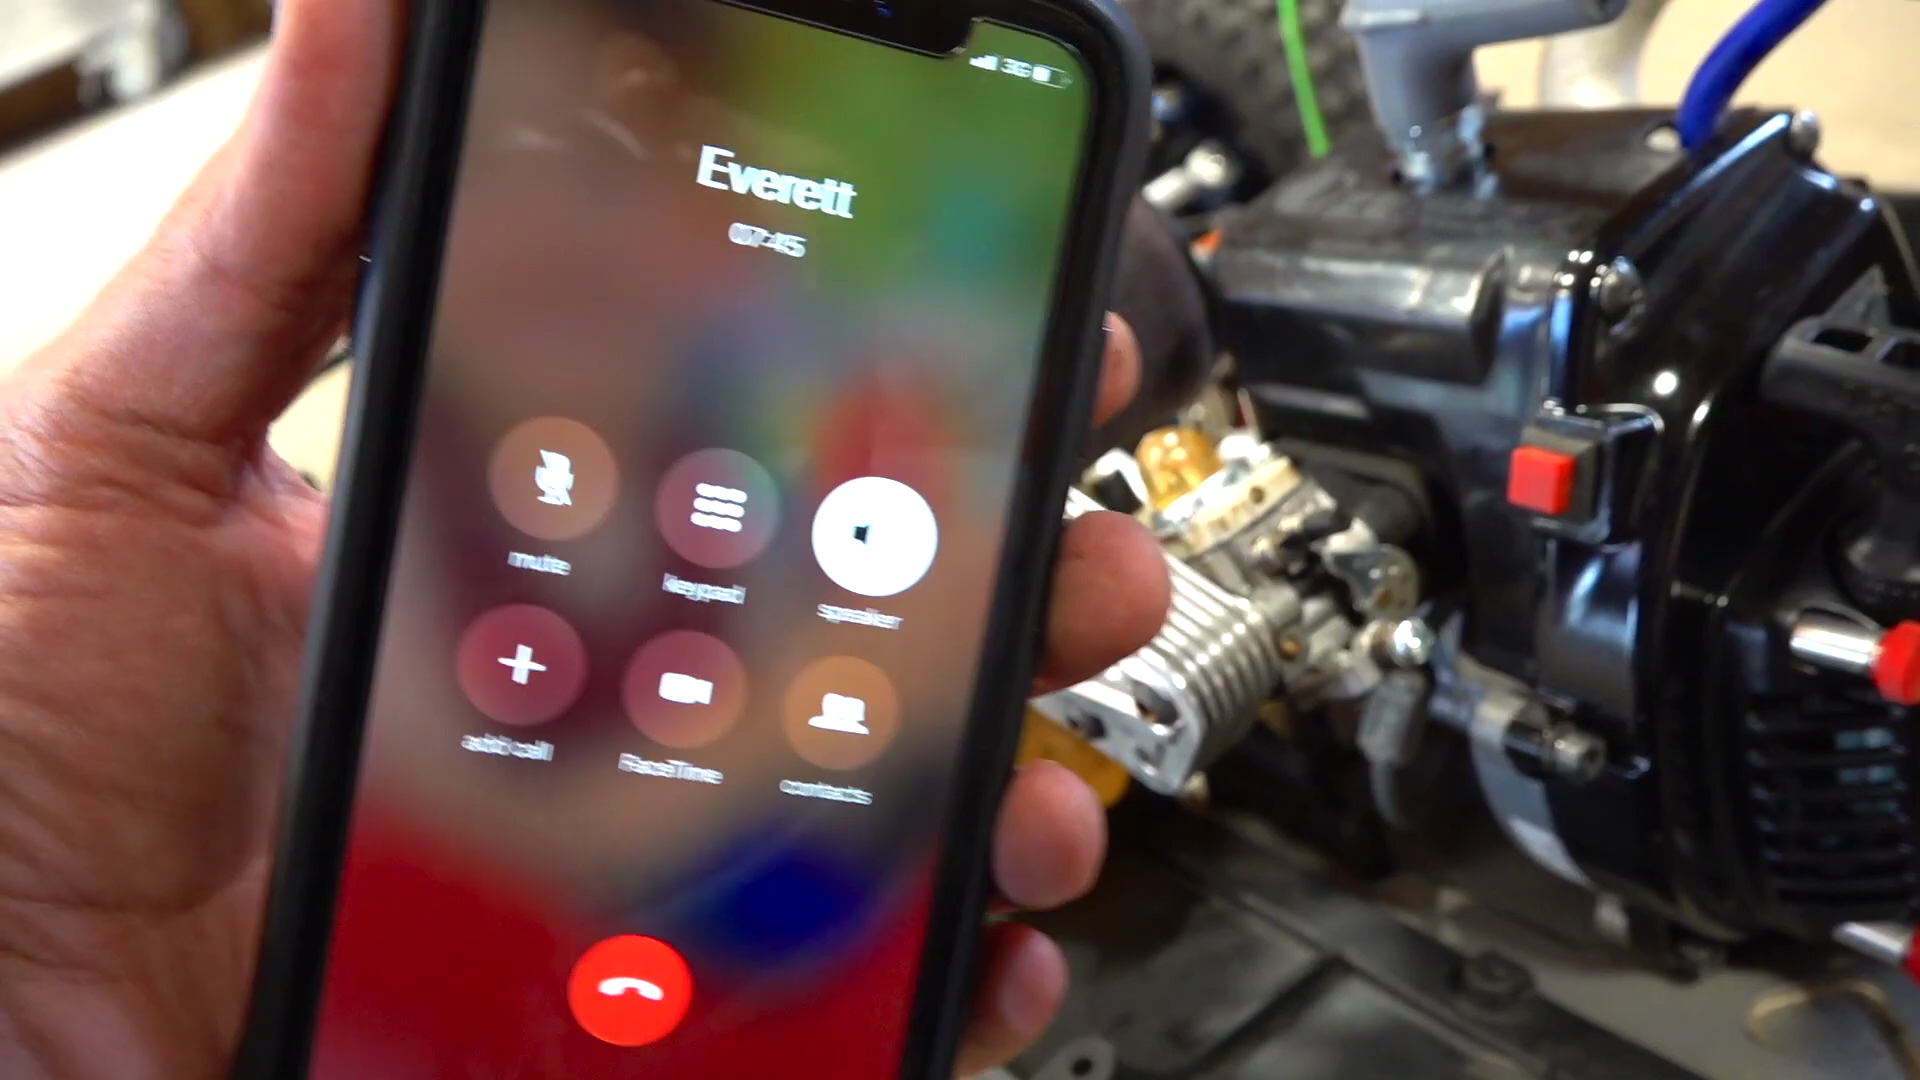 3G
Everett
07:45
mute
keypad
speaker
add call
FaceTime
contacts